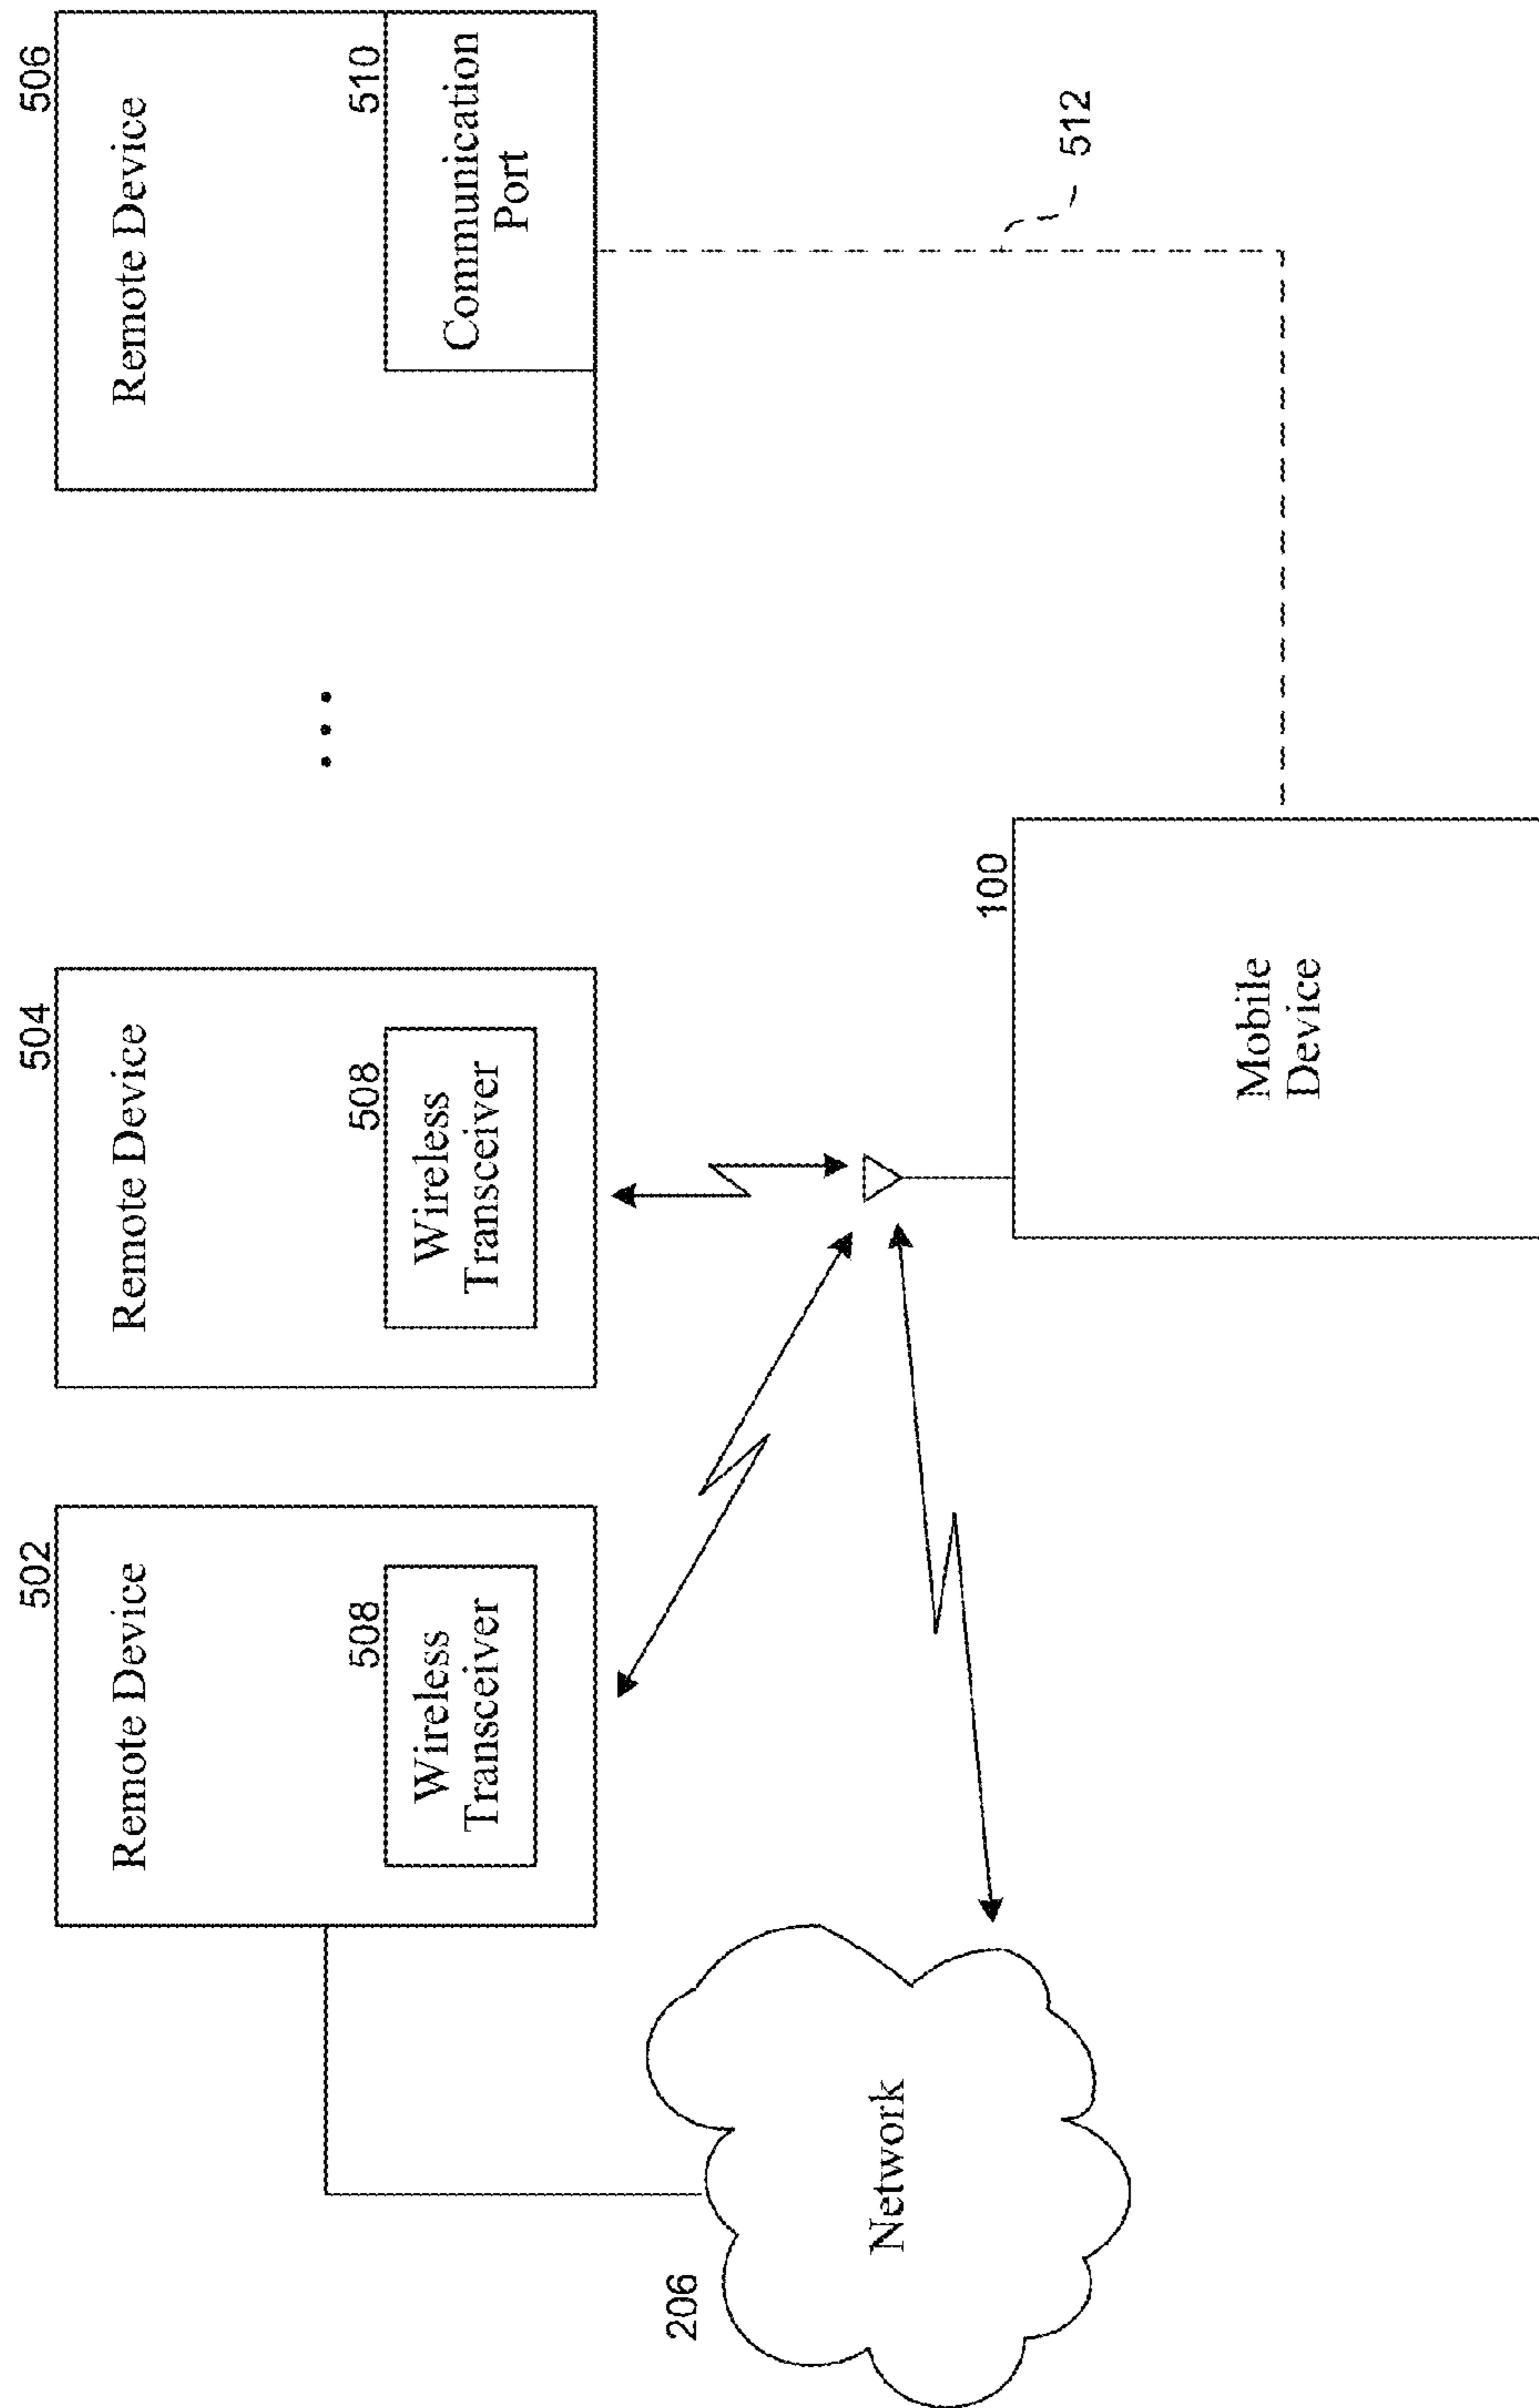 502
Remote Device
508
Wireless
Transceiver
504
Remote Device
508
Wireless
Transceiver
• • •
506
Remote Device
510
Communication
Port
206
Network
100
Mobile
Device
512